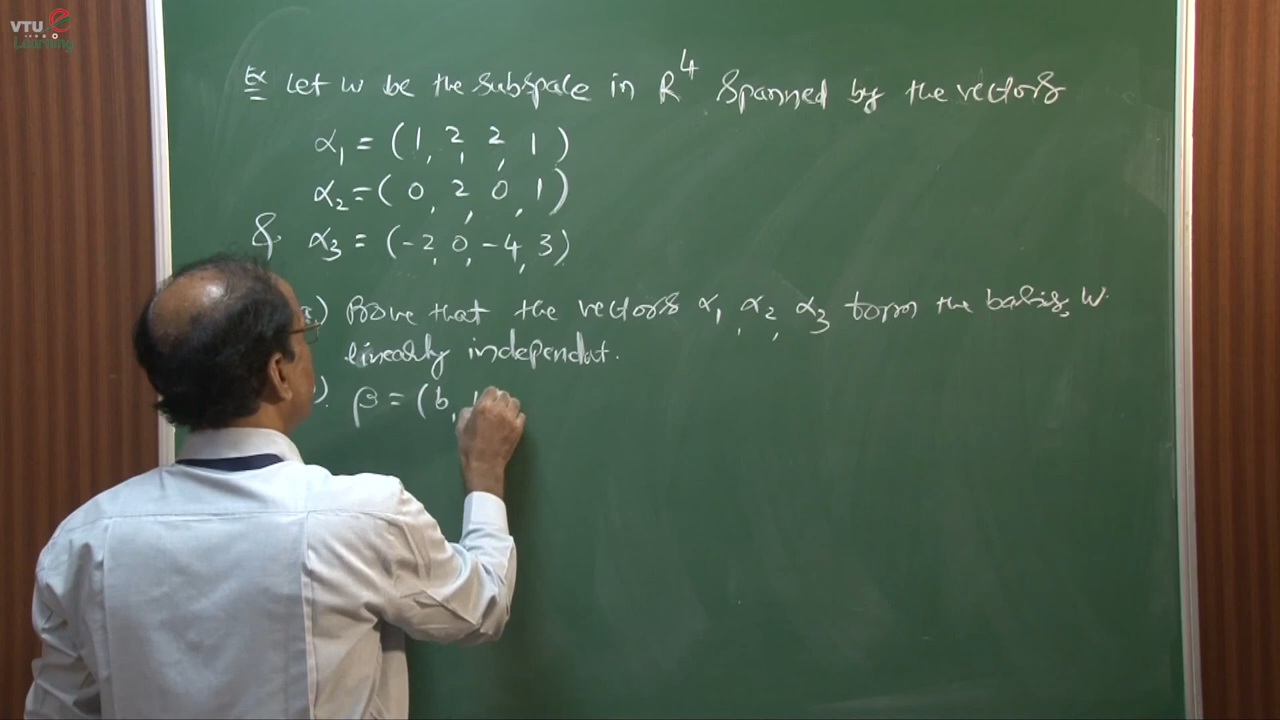 VTU e
Learning
Ex Let W be the subspace in R⁴ spanned by the vectors
α₁ = (1, 2, 2, 1)
α₂ = (0, 2, 0, 1)
& α₃ = (-2, 0, -4, 3)
a.) Prove that the vectors α₁, α₂, α₃ form the basis, W.
linearly independat.
). β = (b,